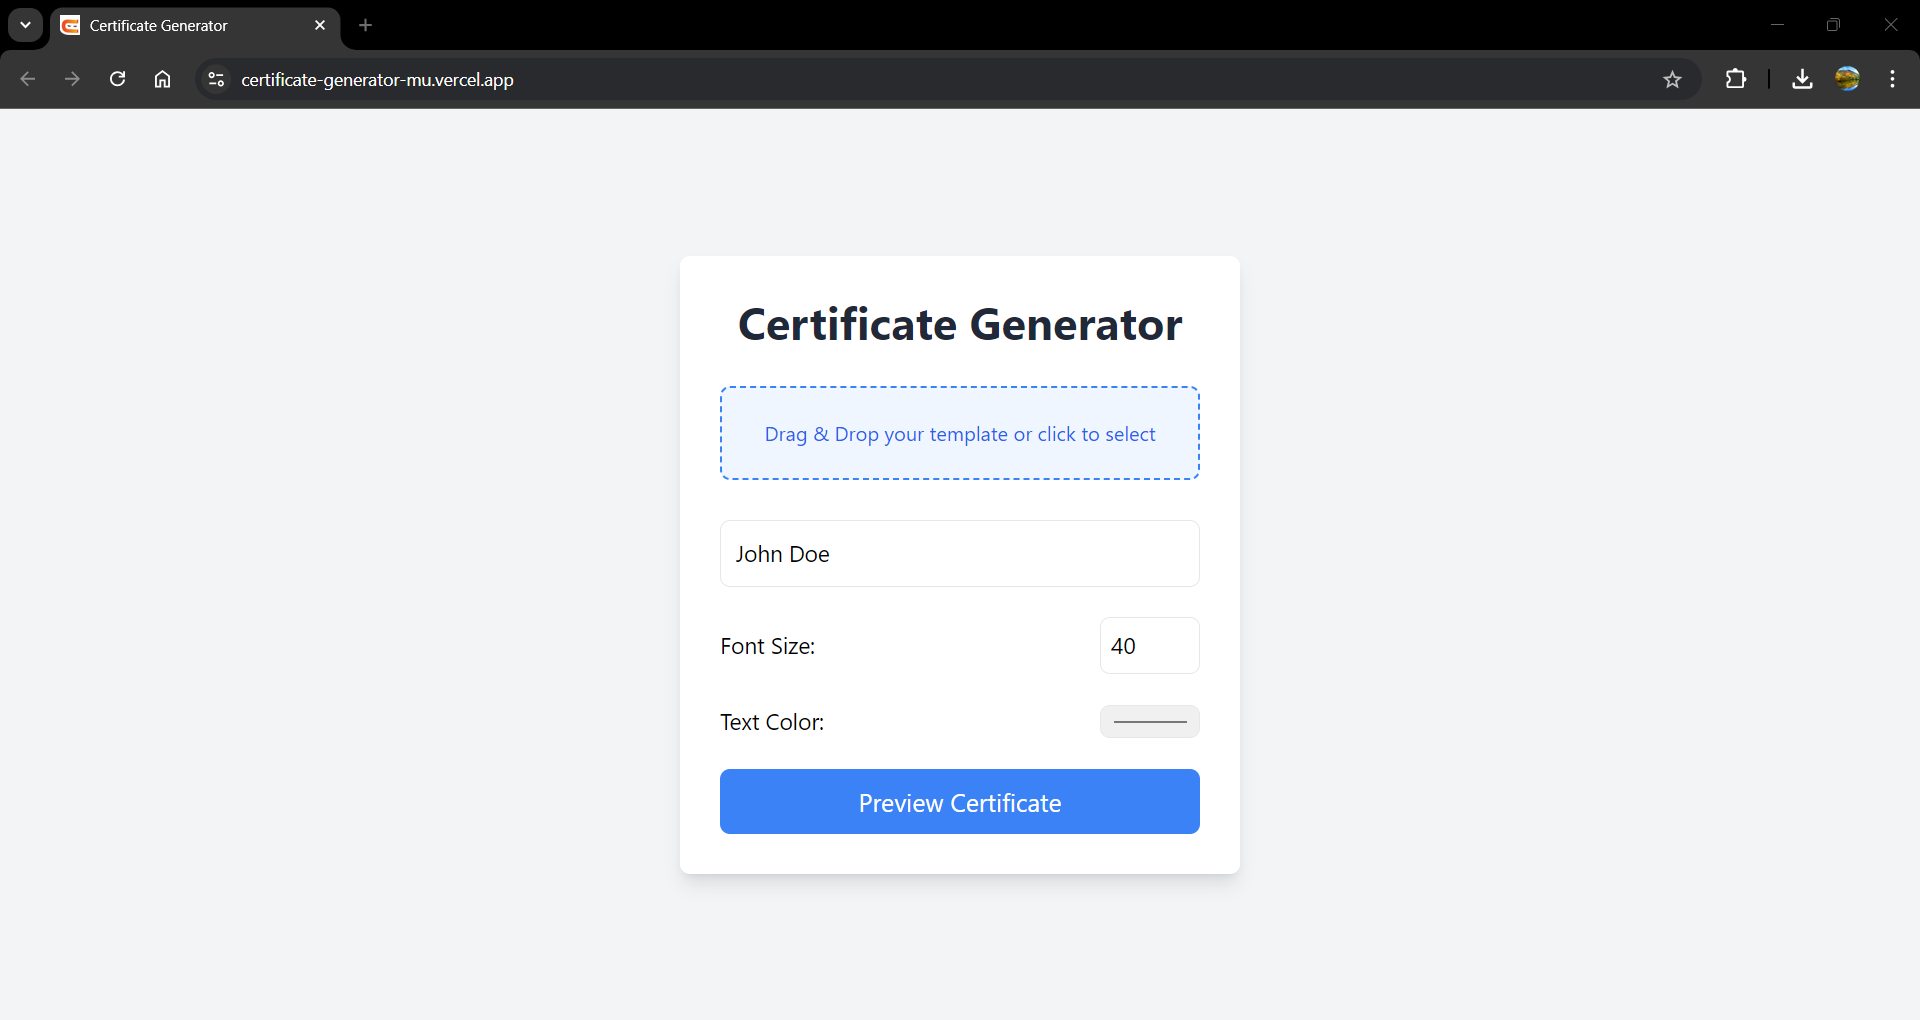 Certificate Generator
certificate-generator-mu.vercel.app
Certificate Generator
Drag & Drop your template or click to select
John Doe
Font Size:
40
Text Color:
Preview Certificate